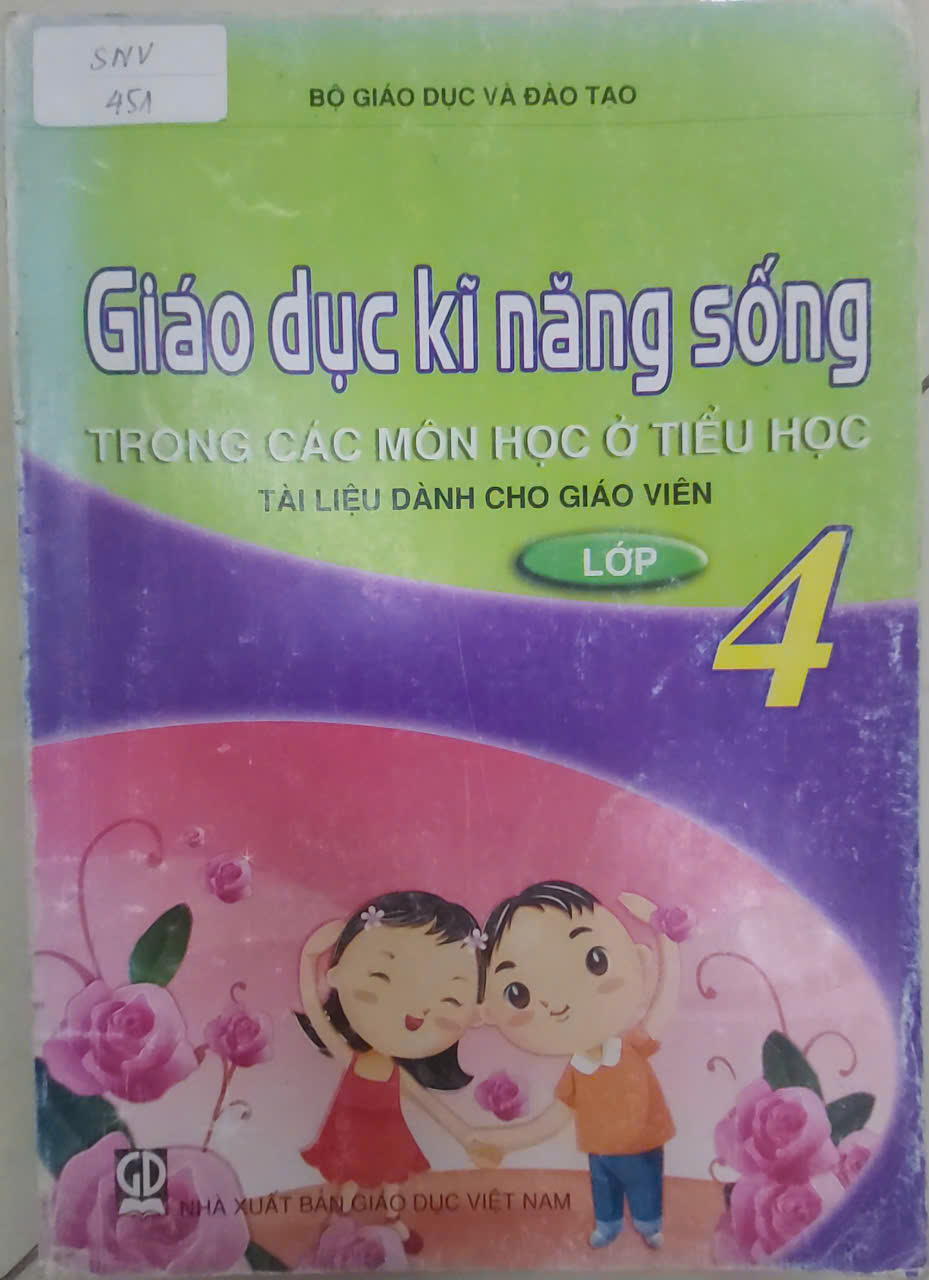 SNV
451
BỘ GIÁO DỤC VÀ ĐÀO TẠO
Giáo dục kĩ năng sống
TRONG CÁC MÔN HỌC Ở TIỂU HỌC
TÀI LIỆU DÀNH CHO GIÁO VIÊN
LỚP 4
GD
NHÀ XUẤT BẢN GIÁO DỤC VIỆT NAM